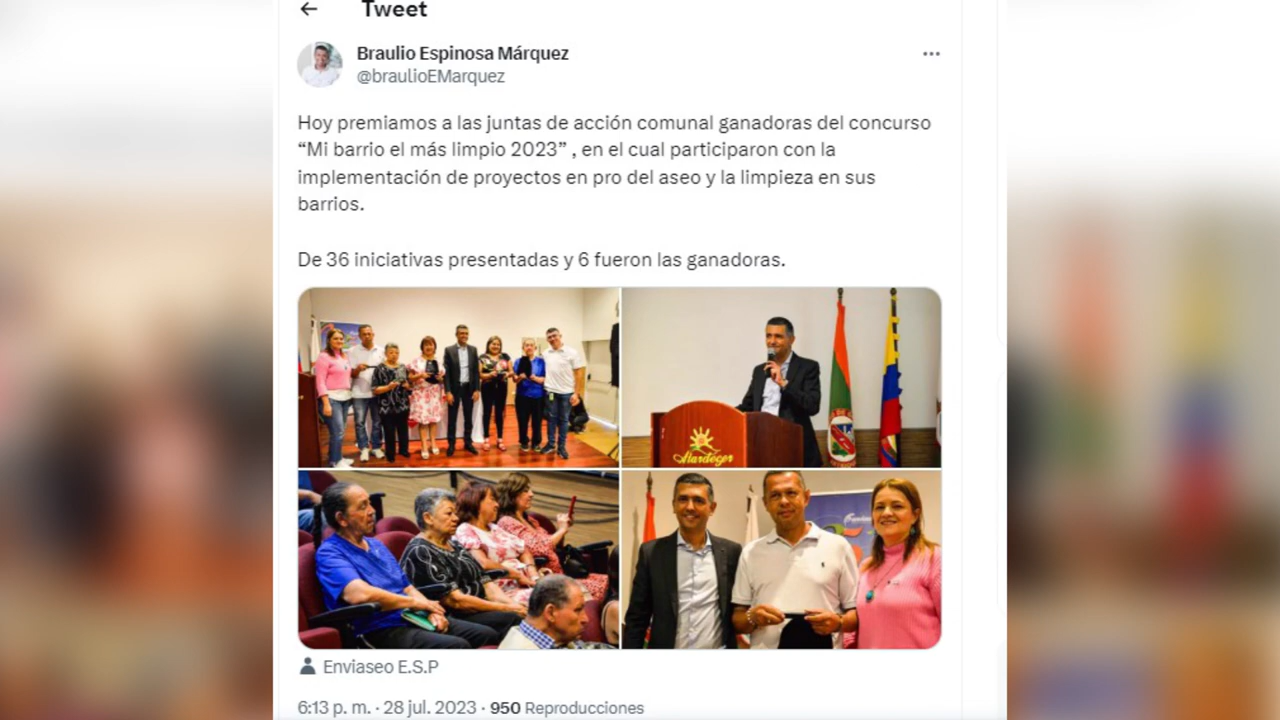 Tweet
Braulio Espinosa Márquez
@braulioEMarquez
Hoy premiamos a las juntas de acción comunal ganadoras del concurso
“Mi barrio el más limpio 2023” , en el cual participaron con la
implementación de proyectos en pro del aseo y la limpieza en sus
barrios.
De 36 iniciativas presentadas y 6 fueron las ganadoras.
Enviaseo E.S.P
6:13 p. m. · 28 jul. 2023 · 950 Reproducciones